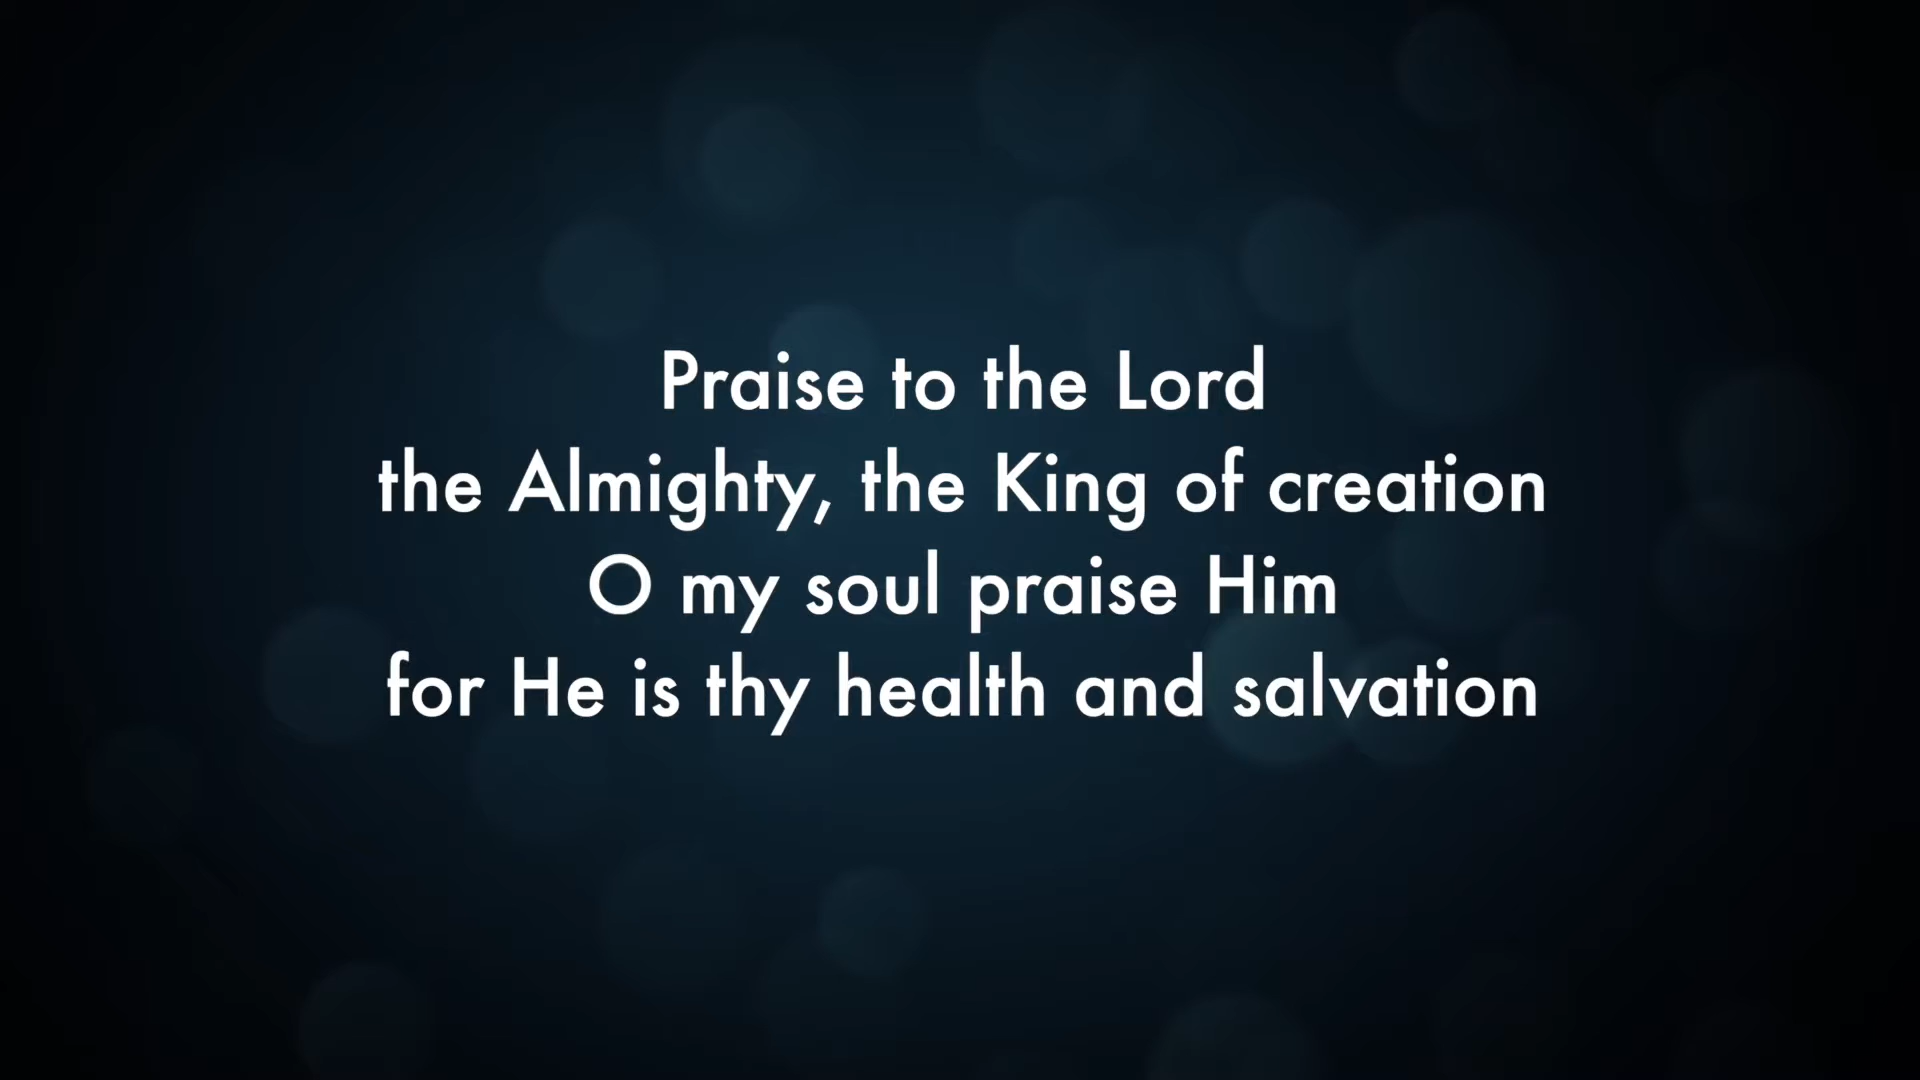 Praise to the Lord
the Almighty, the King of creation
O my soul praise Him
for He is thy health and salvation